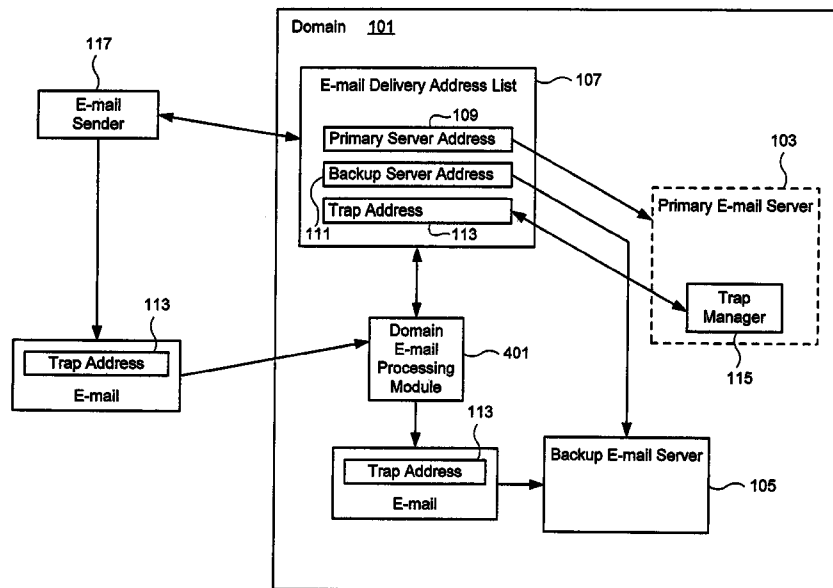 Domain 101
117
E-mail
Sender
E-mail Delivery Address List
107
109
Primary Server Address
Backup Server Address
111
Trap Address
113
103
Primary E-mail Server
Trap
Manager
115
113
Trap Address
E-mail
Domain
E-mail
Processing
Module
401
113
Trap Address
E-mail
Backup E-mail Server
105